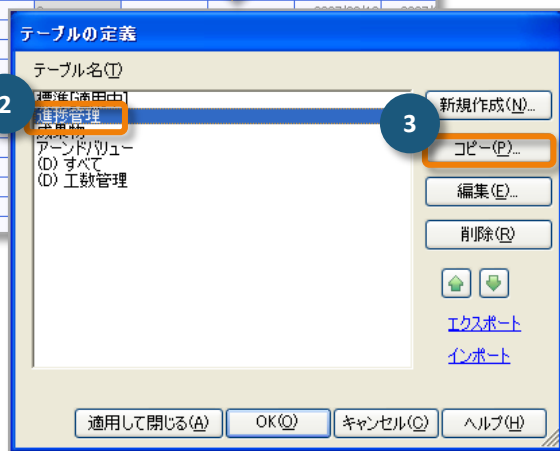 テーブルの定義
テーブル名(T)
標準[適用中]
進捗管理
成果物
アーンドバリュー
(D) すべて
(D) 工数管理
2
3
新規作成(N)...
コピー(P)...
編集(E)...
削除(R)
エクスポート
インポート
適用して閉じる(A)
OK(O)
キャンセル(C)
ヘルプ(H)